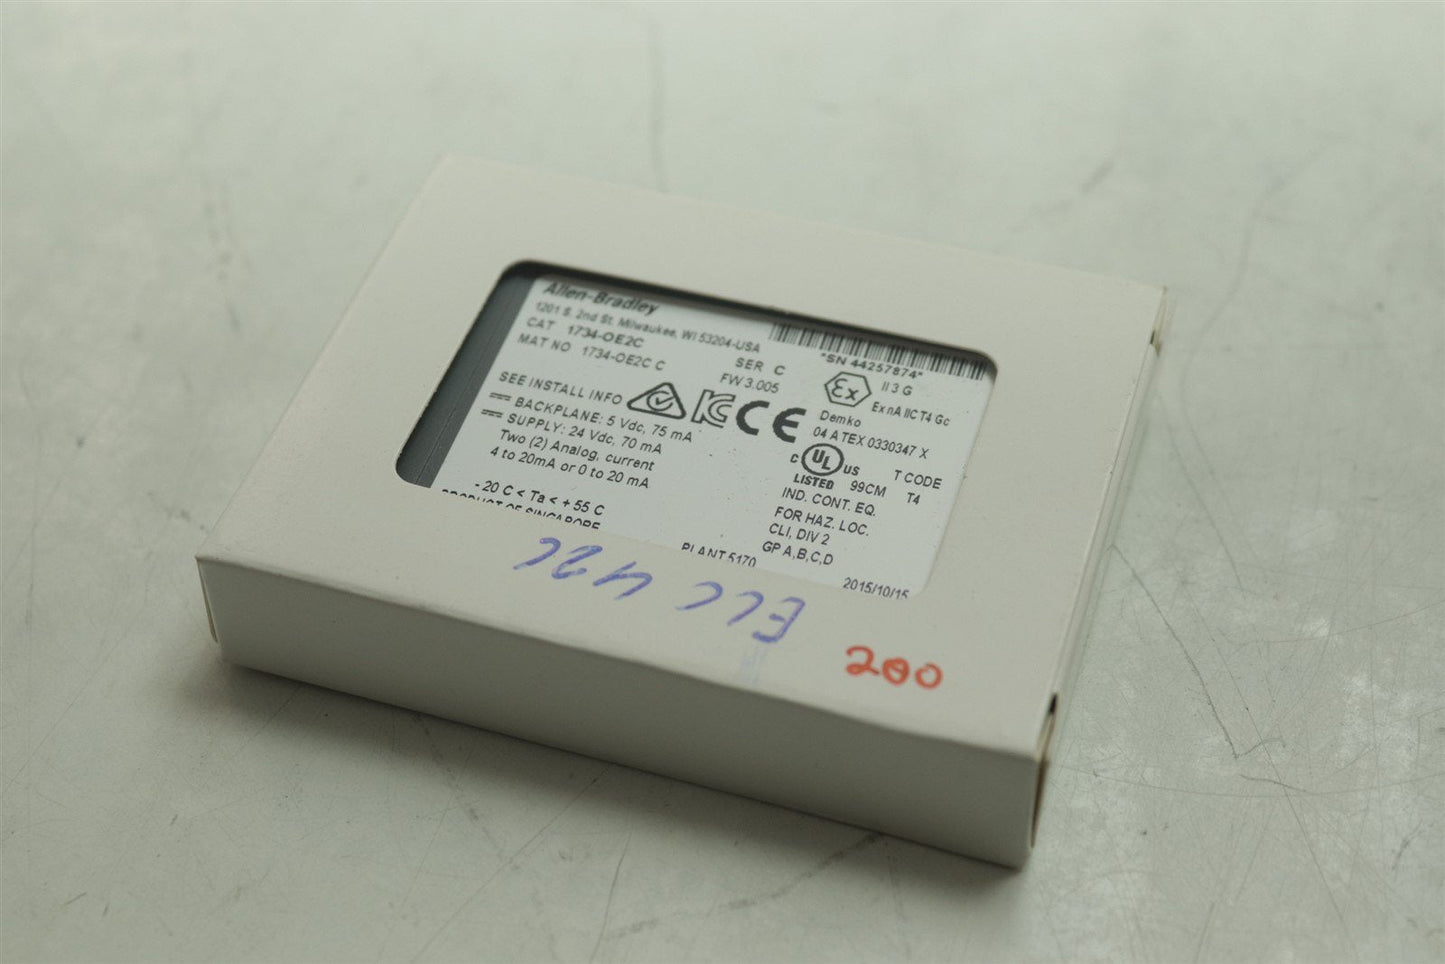 Allen-Bradley
1201 S. 2nd St. Milwaukee, WI 53204-USA
CAT 1734-OE2C
MAT NO 1734-OE2C C
SER C
FW 3.005
*SN 44257874*
SEE INSTALL INFO
BACKPLANE: 5 Vdc, 75 mA
SUPPLY: 24 Vdc, 70 mA
Two (2) Analog, current
4 to 20mA or 0 to 20 mA
- 20 C < Ta < + 55 C
PRODUCT OF SINGAPORE
PLANT 5170
Ex
II 3 G
Ex nA IIC T4 Gc
Demko
04 ATEX 0330347 X
C UL US
LISTED 99CM
T CODE
T4
IND. CONT. EQ.
FOR HAZ. LOC.
CLI, DIV 2
GP A,B,C,D
2015/10/15
200